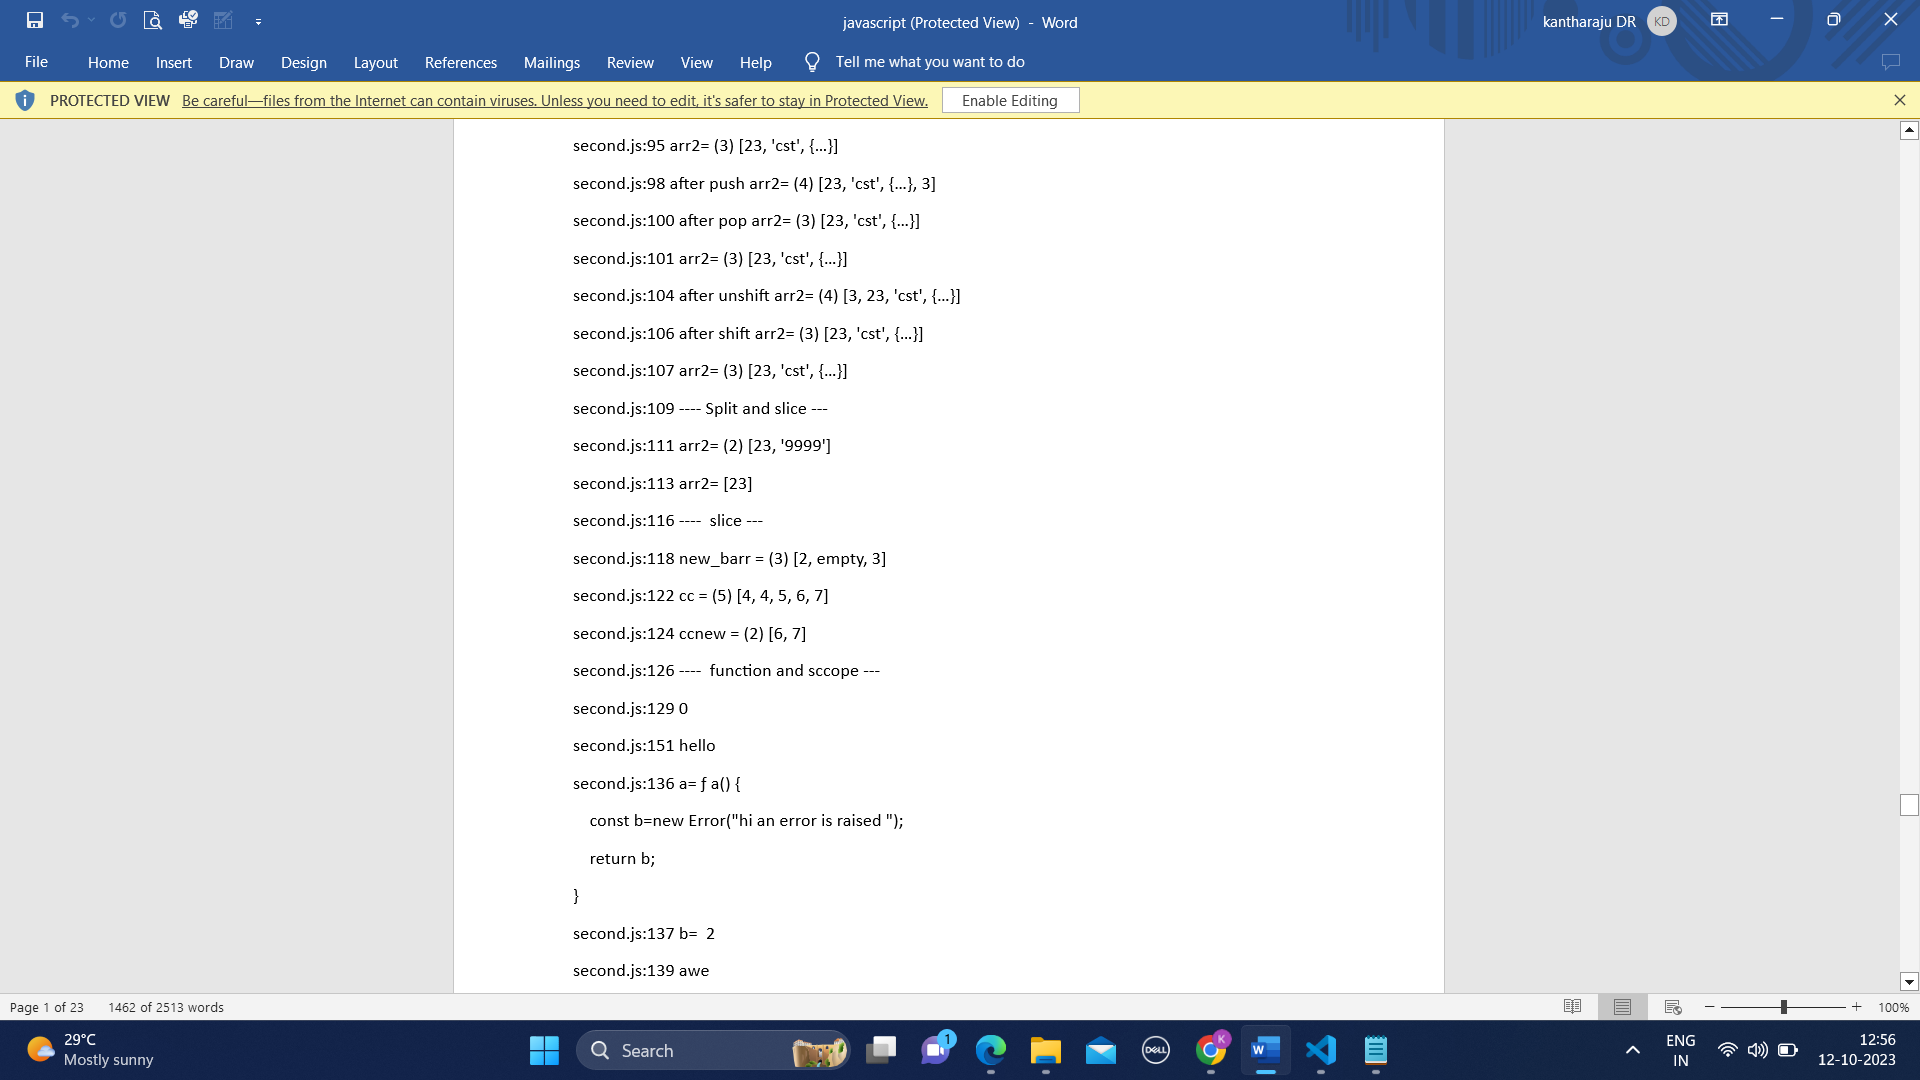 javascript (Protected View) - Word
kantharaju DR
KD
File
Home
Insert
Draw
Design
Layout
References
Mailings
Review
View
Help
Tell me what you want to do
PROTECTED VIEW Be careful—files from the Internet can contain viruses. Unless you need to edit, it's safer to stay in Protected View.
Enable Editing
second.js:95 arr2= (3) [23, 'cst', {…}]
second.js:98 after push arr2= (4) [23, 'cst', {…}, 3]
second.js:100 after pop arr2= (3) [23, 'cst', {…}]
second.js:101 arr2= (3) [23, 'cst', {…}]
second.js:104 after unshift arr2= (4) [3, 23, 'cst', {…}]
second.js:106 after shift arr2= (3) [23, 'cst', {…}]
second.js:107 arr2= (3) [23, 'cst', {…}]
second.js:109 ---- Split and slice ---
second.js:111 arr2= (2) [23, '9999']
second.js:113 arr2= [23]
second.js:116 ----  slice ---
second.js:118 new_barr = (3) [2, empty, 3]
second.js:122 cc = (5) [4, 4, 5, 6, 7]
second.js:124 ccnew = (2) [6, 7]
second.js:126 ----  function and sccope ---
second.js:129 0
second.js:151 hello
second.js:136 a= ƒ a() {
const b=new Error("hi an error is raised ");
return b;
}
second.js:137 b=  2
second.js:139 awe
Page 1 of 23
1462 of 2513 words
100%
29°C
Mostly sunny
Search
1
DELL
K
W
ENG
IN
12:56
12-10-2023